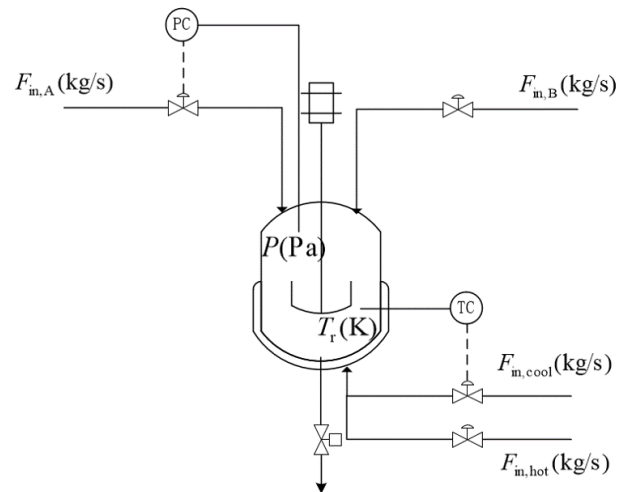 PC
F_in,A(kg/s)
F_in,B(kg/s)
P(Pa)
T_r(K)
TC
F_in,cool(kg/s)
F_in,hot(kg/s)